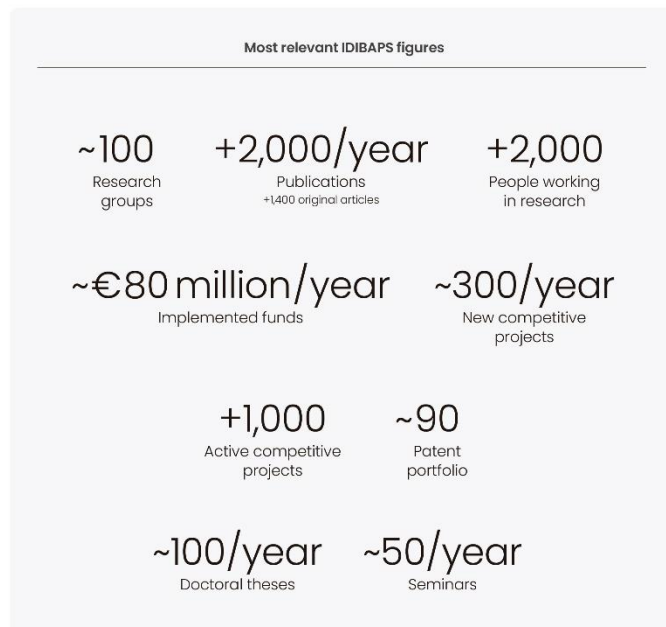 Most relevant IDIBAPS figures
~100
Research
groups
+2,000/year
Publications
+1,400 original articles
+2,000
People working
in research
~€80 million/year
Implemented funds
~300/year
New competitive
projects
+1,000
Active competitive
projects
~90
Patent
portfolio
~100/year
Doctoral theses
~50/year
Seminars